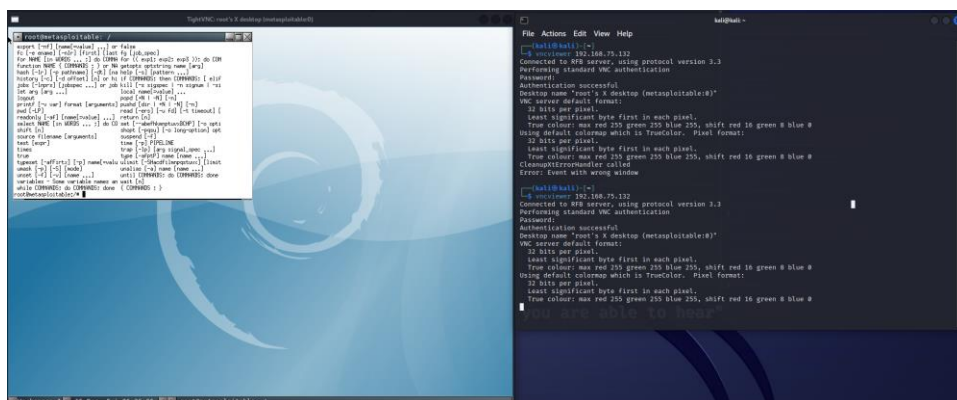 TightVNC: root's X desktop (metasploitable:0)
root@metasploitable: /
export [-nf] [name[=value] ...] or false
fc [-e ename] [-nlr] [first] [last fg [job_spec]
for NAME [in WORDS ... ;] do COMMA for (( exp1; exp2; exp3 )); do COM
function NAME { COMMANDS ; } or NA getopts optstring name [arg]
hash [-lr] [-p pathname] [-dt] [na help [-s] [pattern ...]
history [-c] [-d offset] [n] or hi if COMMANDS; then COMMANDS; [ elif
jobs [-lnprs] [jobspec ...] or job kill [-s sigspec | -n signum | -si
let arg [arg ...] local name[=value] ...
logout popd [+N | -N] [-n]
printf [-v var] format [arguments] pushd [dir | +N | -N] [-n]
pwd [-LP] read [-ers] [-u fd] [-t timeout] [
readonly [-af] [name[=value] ...] return [n]
select NAME [in WORDS ... ;] do CO set [--abefhkmnptuvxBCHP] [-o opti
shift [n] shopt [-pqsu] [-o long-option] opt
source filename [arguments] suspend [-f]
test [expr] time [-p] PIPELINE
times trap [-lp] [arg signal_spec ...]
true type [-afptP] name [name ...]
typeset [-afFirtx] [-p] name[=valu ulimit [-SHacdfilmnpqstuvx] [limit
umask [-p] [-S] [mode] unalias [-a] name [name ...]
unset [-f] [-v] [name ...] until COMMANDS; do COMMANDS; done
variables - Some variable names an wait [n]
while COMMANDS; do COMMANDS; done { COMMANDS ; }
root@metasploitable:/#
kali@kali: ~
File Actions Edit View Help
(kali㉿kali)-[~]
$ vncviewer 192.168.75.132
Connected to RFB server, using protocol version 3.3
Performing standard VNC authentication
Password:
Authentication successful
Desktop name "root's X desktop (metasploitable:0)"
VNC server default format:
32 bits per pixel.
Least significant byte first in each pixel.
True colour: max red 255 green 255 blue 255, shift red 16 green 8 blue 0
Using default colormap which is TrueColor. Pixel format:
32 bits per pixel.
Least significant byte first in each pixel.
True colour: max red 255 green 255 blue 255, shift red 16 green 8 blue 0
CleanupXtErrorHandler called
Error: Event with wrong window
(kali㉿kali)-[~]
$ vncviewer 192.168.75.132
Connected to RFB server, using protocol version 3.3
Performing standard VNC authentication
Password:
Authentication successful
Desktop name "root's X desktop (metasploitable:0)"
VNC server default format:
32 bits per pixel.
Least significant byte first in each pixel.
True colour: max red 255 green 255 blue 255, shift red 16 green 8 blue 0
Using default colormap which is TrueColor. Pixel format:
32 bits per pixel.
Least significant byte first in each pixel.
True colour: max red 255 green 255 blue 255, shift red 16 green 8 blue 0
you are able to hear"